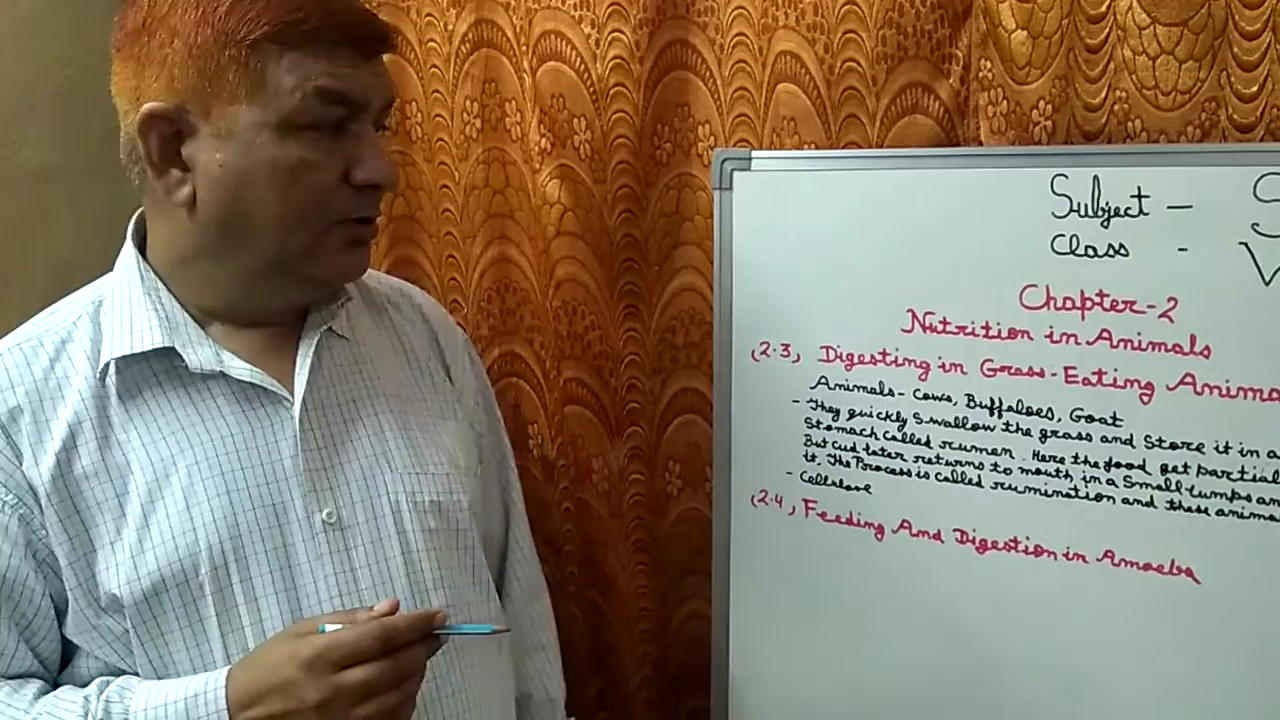 Subject - S
Class - V
Chapter-2
Nutrition in Animals
(2.3, Digesting in Grass-Eating Anima
Animals- Cows, Buffaloes, Goat
- They quickly Swallow the grass and Store it in a
Stomach called rumen. Here the food get partial
But cud later returns to mouth in a Small lumps an
it. The Process is called rumination and these anima
- Cellulose
(2.4, Feeding And Digestion in Amoeba